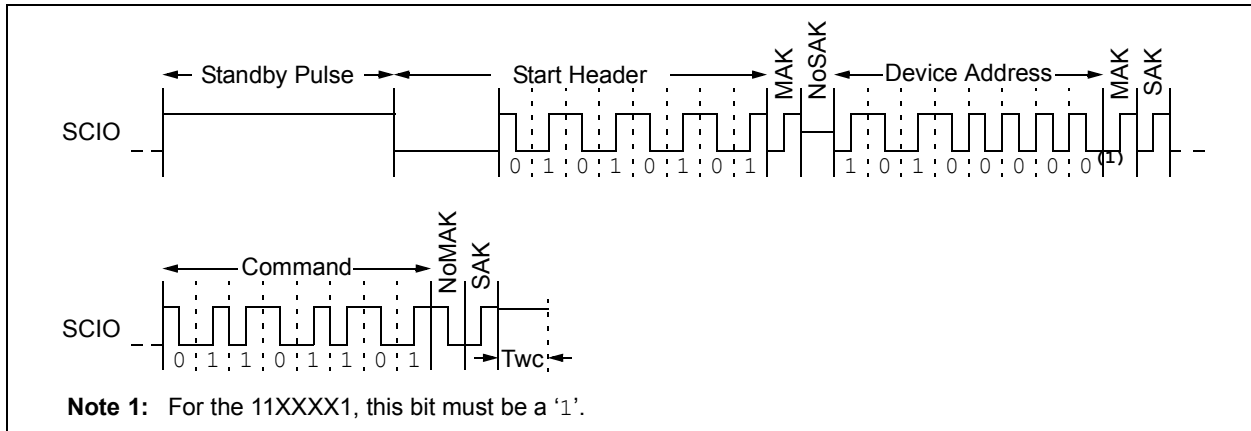 Standby Pulse
Start Header
MAK
NoSAK
Device Address
MAK
SAK
SCIO
0 1 0 1 0 1 0 1
1 0 1 0 0 0 0 0(1)
Command
NoMAK
SAK
SCIO
0 1 1 0 1 1 0 1
Twc
Note 1: For the 11XXXX1, this bit must be a ‘1’.